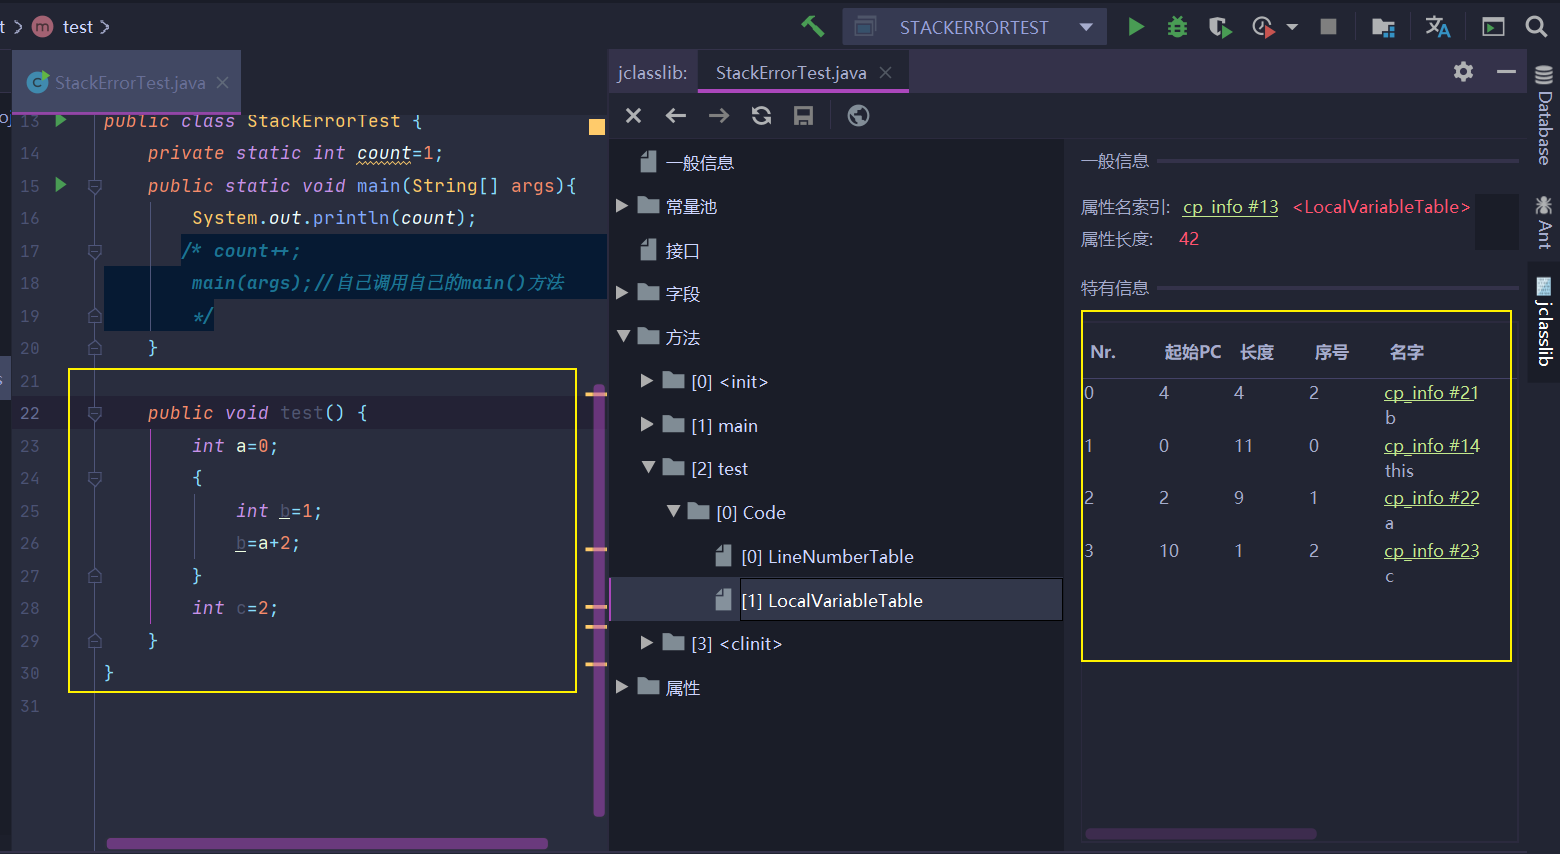 t > m test >
STACKERRORTEST
StackErrorTest.java
13 public class StackErrorTest {
14 private static int count=1;
15 public static void main(String[] args){
16 System.out.println(count);
17 /* count++;
18 main(args);//自己调用自己的main()方法
19 */
20 }
21
22 public void test() {
23 int a=0;
24 {
25 int b=1;
26 b=a+2;
27 }
28 int c=2;
29 }
30 }
31
jclasslib: StackErrorTest.java
一般信息
常量池
接口
字段
方法
[0] <init>
[1] main
[2] test
[0] Code
[0] LineNumberTable
[1] LocalVariableTable
[3] <clinit>
属性
一般信息
属性名索引: cp_info #13 <LocalVariableTable>
属性长度: 42
特有信息
Nr. 起始PC 长度 序号 名字
0 4 4 2 cp_info #21
b
1 0 11 0 cp_info #14
this
2 2 9 1 cp_info #22
a
3 10 1 2 cp_info #23
c
Database
Ant
jclasslib